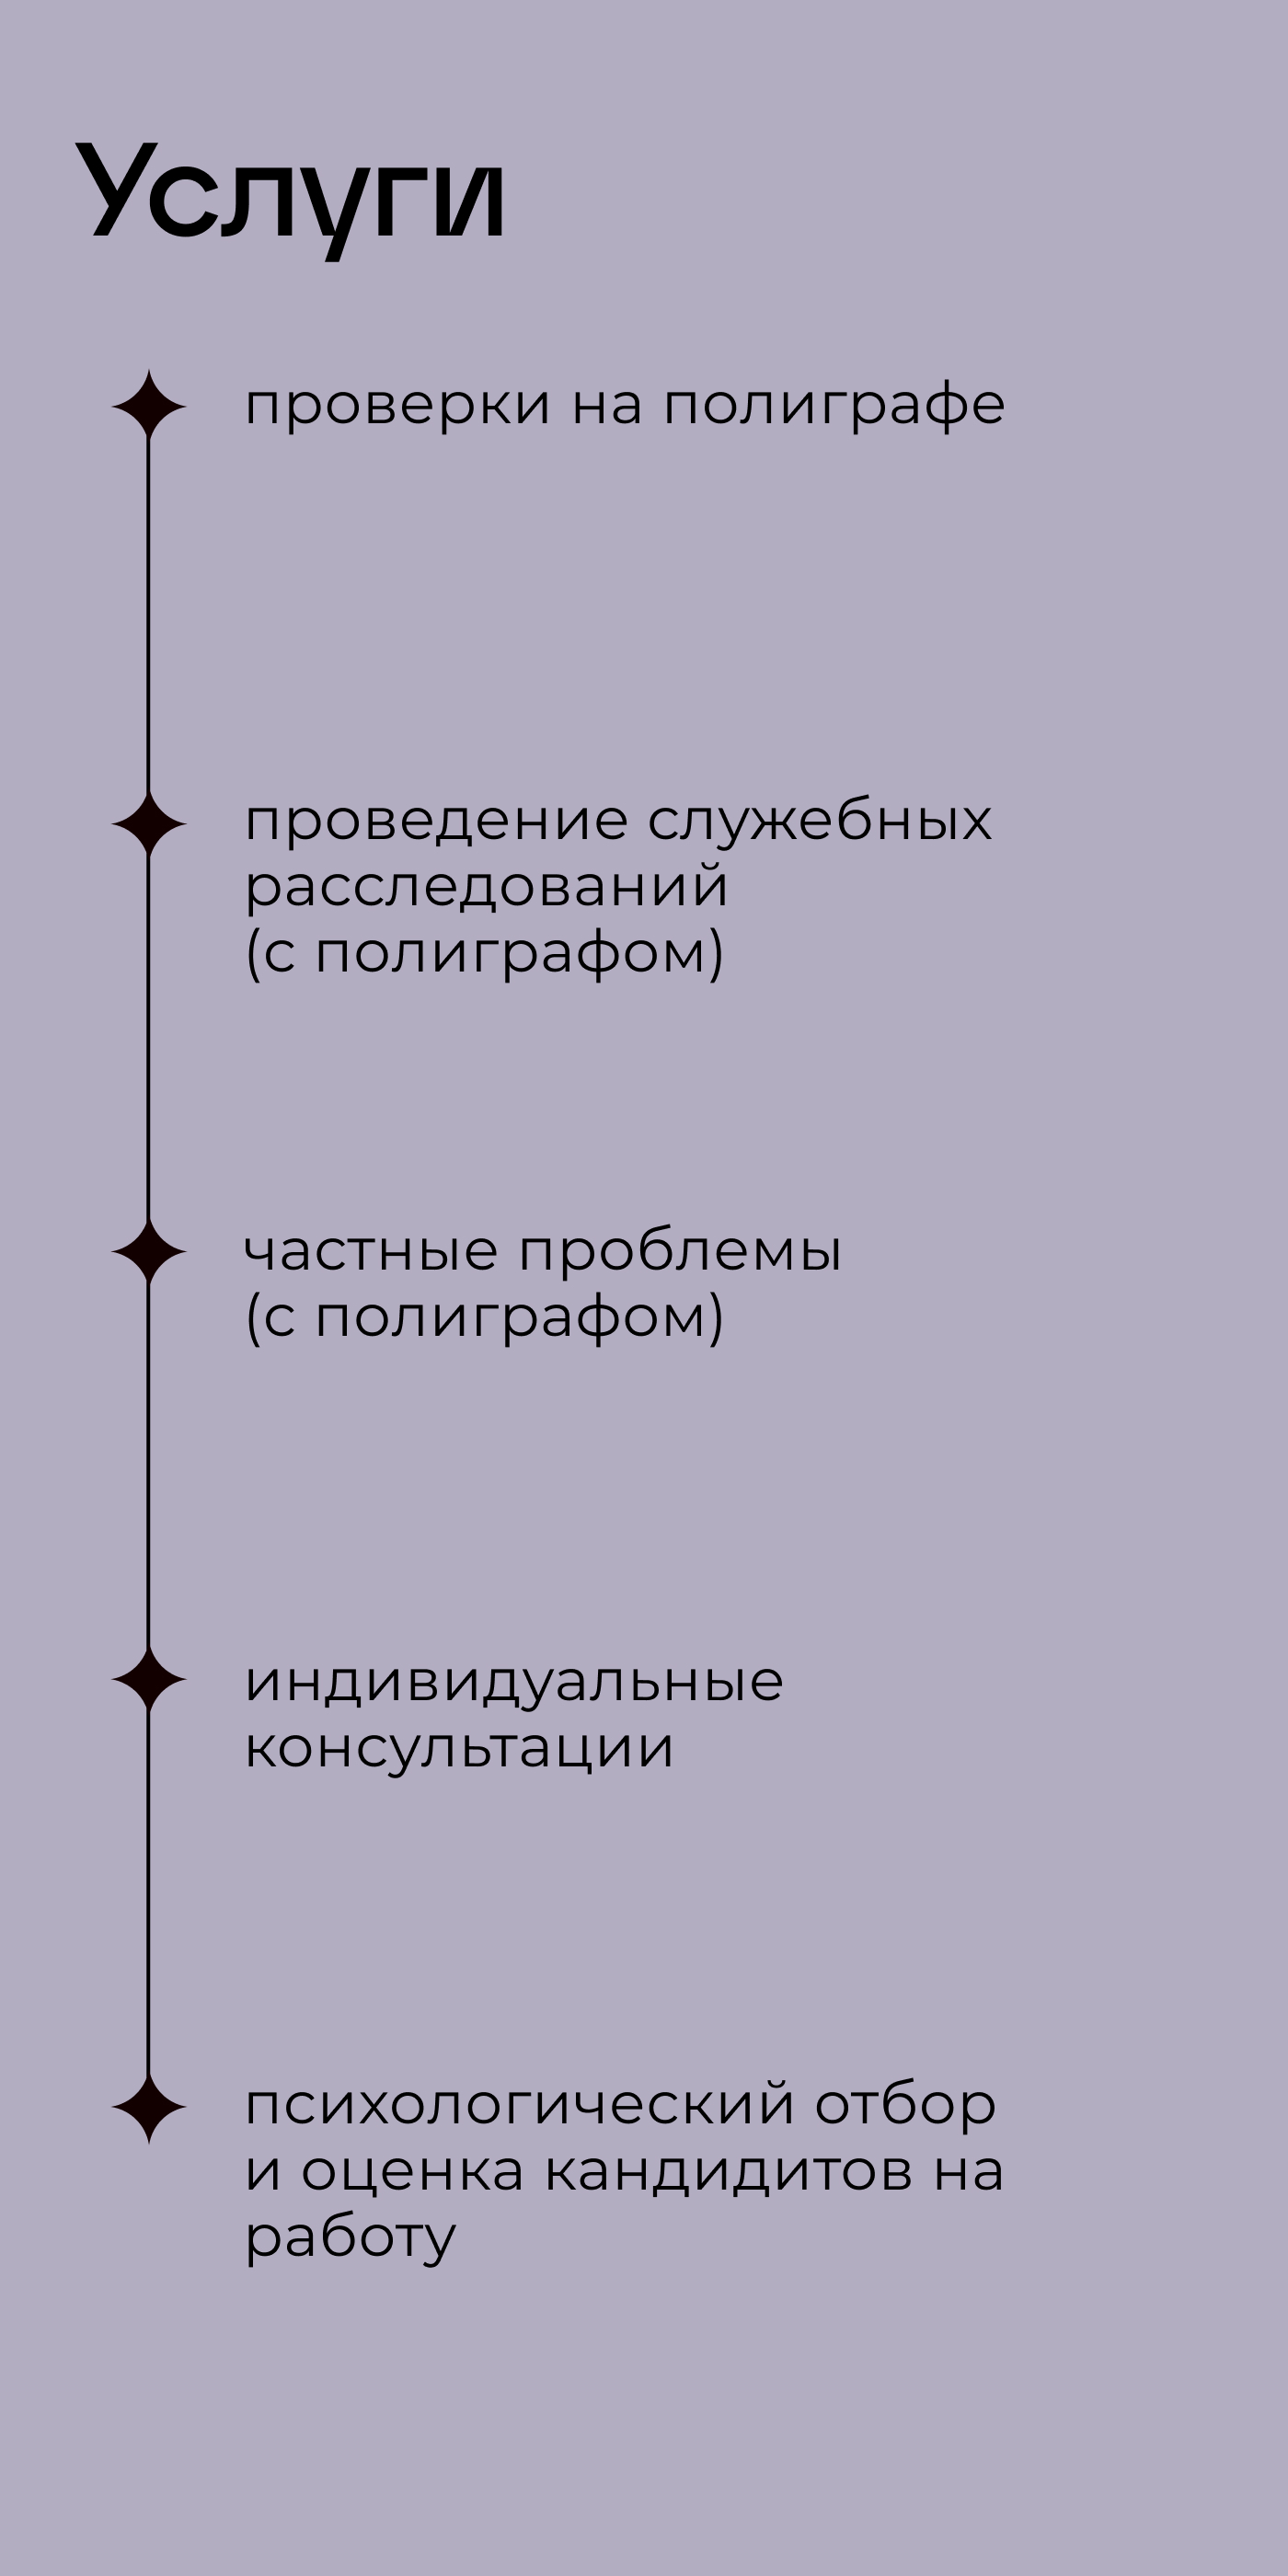 Услуги
проверки на полиграфе
проведение служебных
расследований
(с полиграфом)
частные проблемы
(с полиграфом)
индивидуальные
консультации
психологический отбор
и оценка кандидитов на
работу